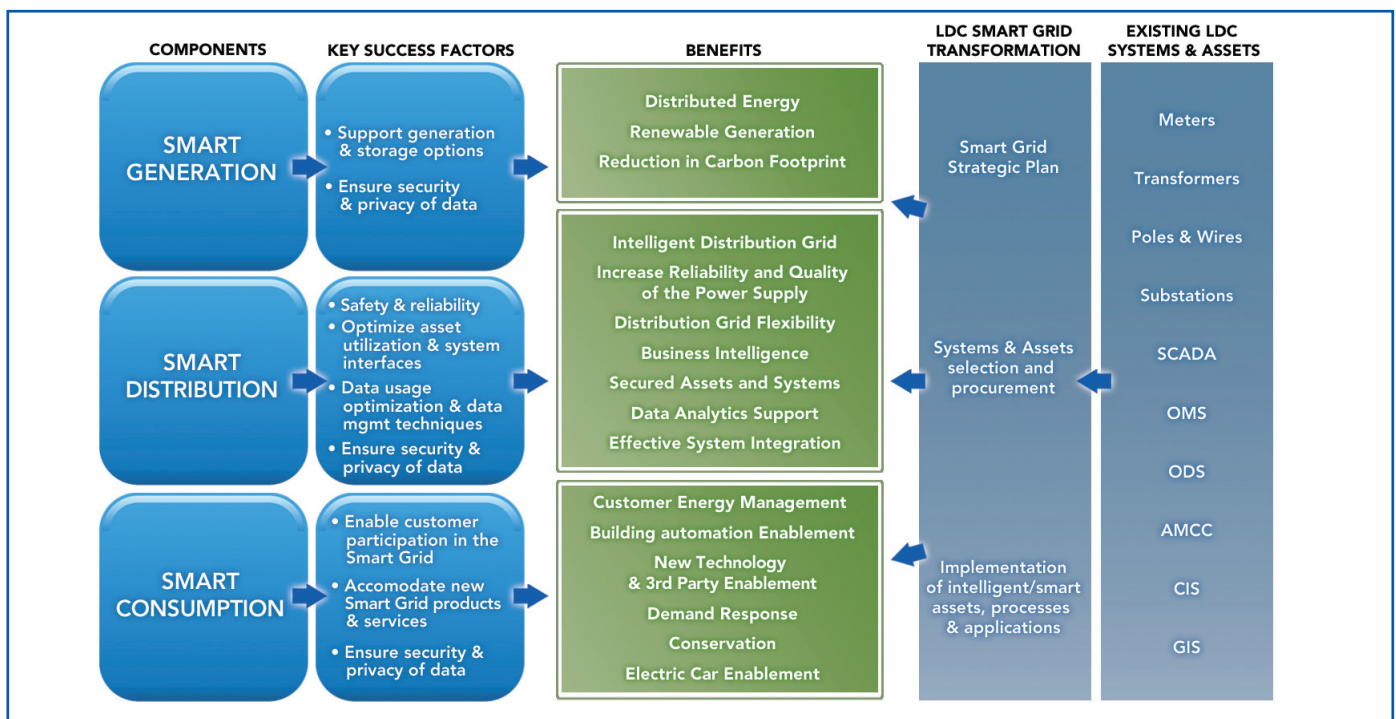 COMPONENTS
KEY SUCCESS FACTORS
BENEFITS
LDC SMART GRID
TRANSFORMATION
EXISTING LDC
SYSTEMS & ASSETS
SMART
GENERATION
• Support generation
& storage options
• Ensure security
& privacy of data
Distributed Energy
Renewable Generation
Reduction in Carbon Footprint
SMART
DISTRIBUTION
• Safety & reliability
• Optimize asset
utilization & system
interfaces
• Data usage
optimization & data
mgmt techniques
• Ensure security &
privacy of data
Intelligent Distribution Grid
Increase Reliability and Quality
of the Power Supply
Distribution Grid Flexibility
Business Intelligence
Secured Assets and Systems
Data Analytics Support
Effective System Integration
SMART
CONSUMPTION
• Enable customer
participation in the
Smart Grid
• Accomodate new
Smart Grid products
& services
• Ensure security &
privacy of data
Customer Energy Management
Building automation Enablement
New Technology
& 3rd Party Enablement
Demand Response
Conservation
Electric Car Enablement
Smart Grid
Strategic Plan
Systems & Assets
selection and
procurement
Implementation
of intelligent/smart
assets, processes
& applications
Meters
Transformers
Poles & Wires
Substations
SCADA
OMS
ODS
AMCC
CIS
GIS